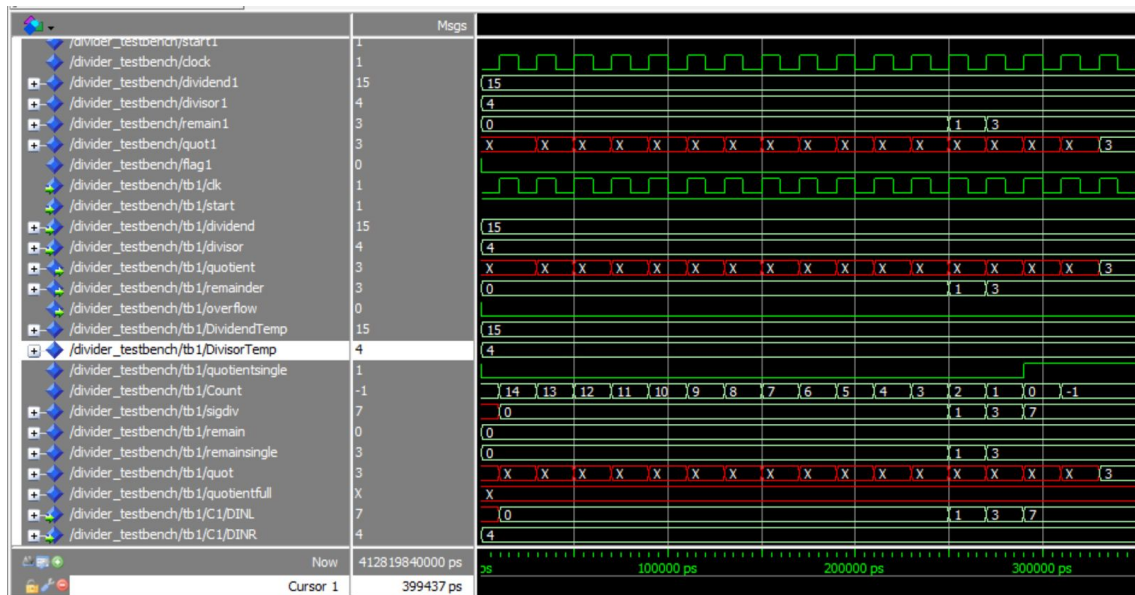 Msgs
/divider_testbench/start1 1
/divider_testbench/clock 1
/divider_testbench/dividend1 15 15
/divider_testbench/divisor1 4 4
/divider_testbench/remain1 3 0 1 3
/divider_testbench/quot1 3 X X X X X X X X X X X X X X X 3
/divider_testbench/flag1 0
/divider_testbench/tb1/clk 1
/divider_testbench/tb1/start 1
/divider_testbench/tb1/dividend 15 15
/divider_testbench/tb1/divisor 4 4
/divider_testbench/tb1/quotient 3 X X X X X X X X X X X X X X X 3
/divider_testbench/tb1/remainder 3 0 1 3
/divider_testbench/tb1/overflow 0
/divider_testbench/tb1/DividendTemp 15 15
/divider_testbench/tb1/DivisorTemp 4 4
/divider_testbench/tb1/quotientsingle 1
/divider_testbench/tb1/Count -1 14 13 12 11 10 9 8 7 6 5 4 3 2 1 0 -1
/divider_testbench/tb1/sigdiv 7 0 1 3 7
/divider_testbench/tb1/remain 0 0
/divider_testbench/tb1/remainsingle 3 0 1 3
/divider_testbench/tb1/quot 3 X X X X X X X X X X X X X X X X 3
/divider_testbench/tb1/quotientfull X X
/divider_testbench/tb1/C1/DINL 7 0 1 3 7
/divider_testbench/tb1/C1/DINR 4 4
Now 412819840000 ps ps 100000 ps 200000 ps 300000 ps
Cursor 1 399437 ps